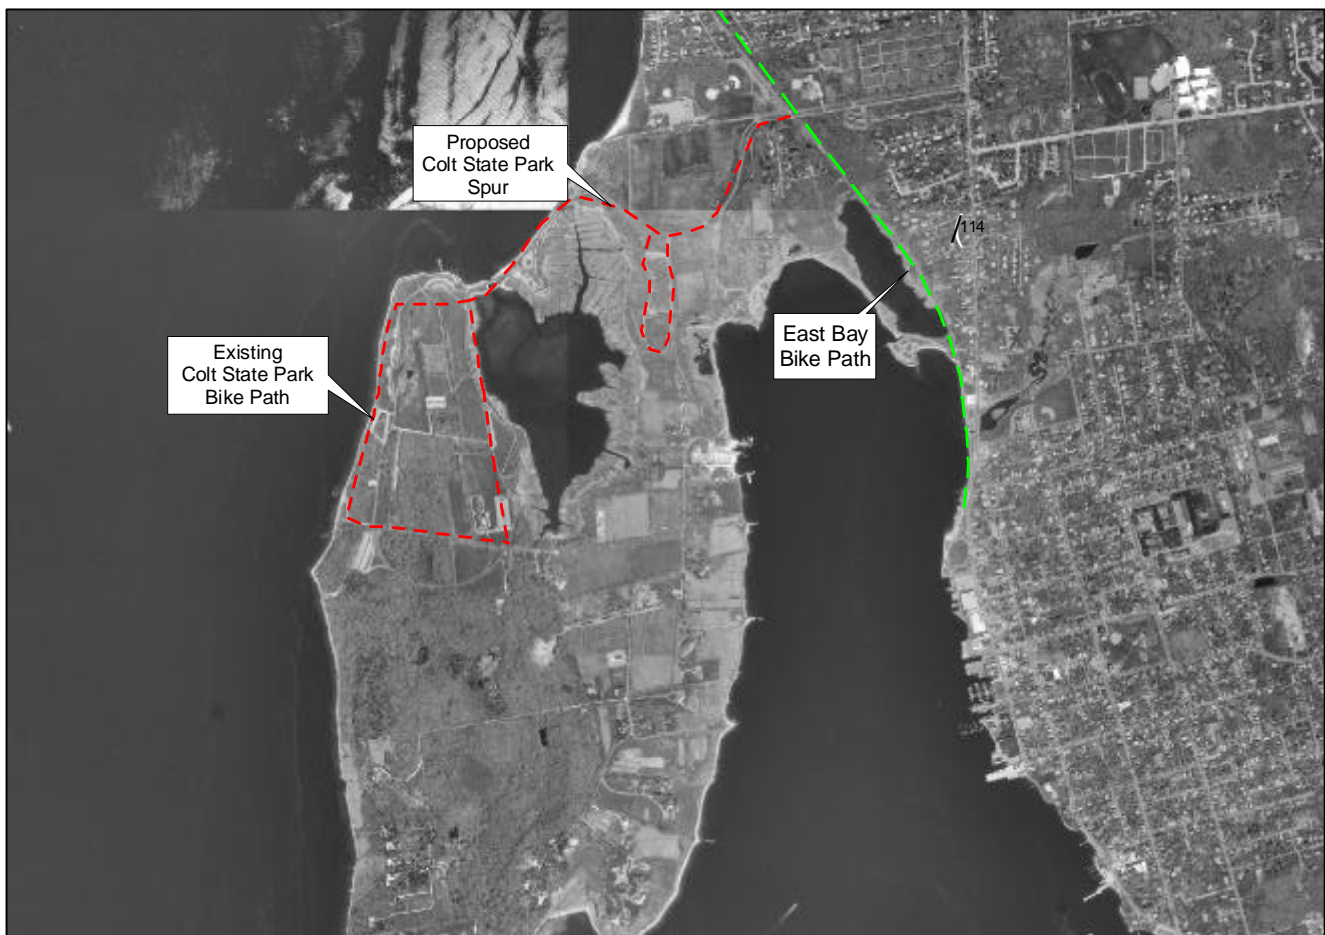 Proposed
Colt State Park
Spur
114
Existing
Colt State Park
Bike Path
East Bay
Bike Path